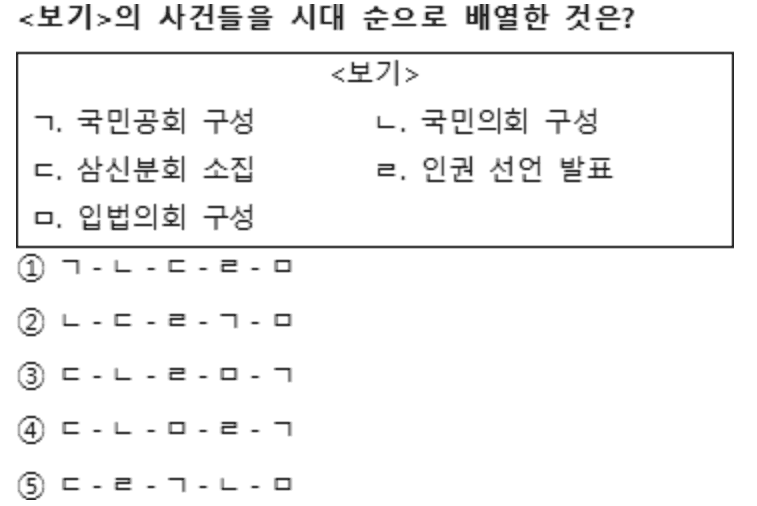 <보기>의 사건들을 시대 순으로 배열한 것은?
<보기>
ㄱ. 국민공회 구성 ㄴ. 국민의회 구성
ㄷ. 삼신분회 소집 ㄹ. 인권 선언 발표
ㅁ. 입법의회 구성
① ㄱ - ㄴ - ㄷ - ㄹ - ㅁ
② ㄴ - ㄷ - ㄹ - ㄱ - ㅁ
③ ㄷ - ㄴ - ㄹ - ㅁ - ㄱ
④ ㄷ - ㄴ - ㅁ - ㄹ - ㄱ
⑤ ㄷ - ㄹ - ㄱ - ㄴ - ㅁ